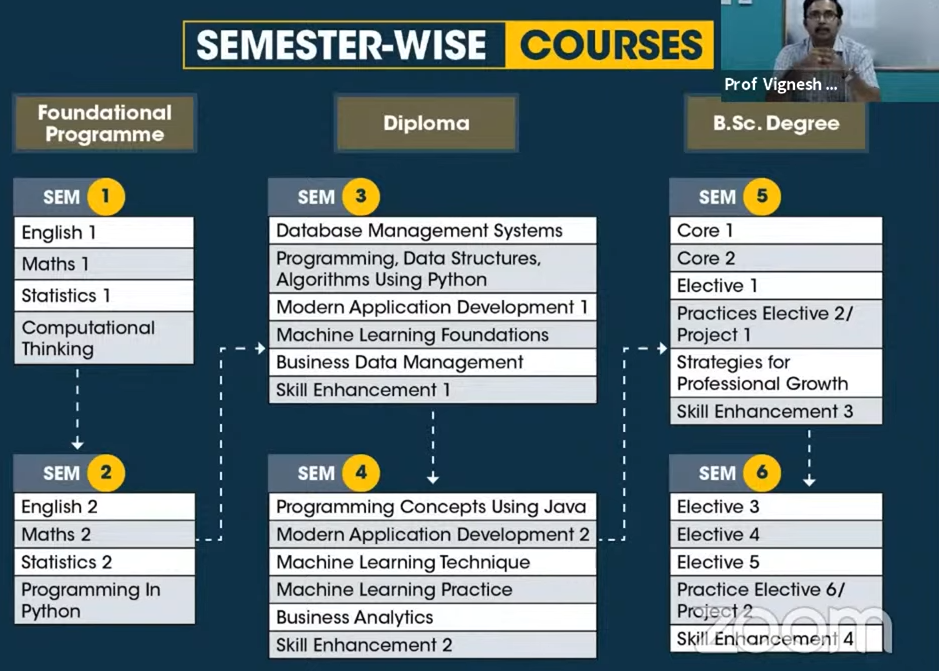 SEMESTER-WISE COURSES
Prof Vignesh ...
Foundational
Programme
SEM 1
English 1
Maths 1
Statistics 1
Computational
Thinking
SEM 2
English 2
Maths 2
Statistics 2
Programming In
Python
Diploma
SEM 3
Database Management Systems
Programming, Data Structures,
Algorithms Using Python
Modern Application Development 1
Machine Learning Foundations
Business Data Management
Skill Enhancement 1
SEM 4
Programming Concepts Using Java
Modern Application Development 2
Machine Learning Technique
Machine Learning Practice
Business Analytics
Skill Enhancement 2
B.Sc. Degree
SEM 5
Core 1
Core 2
Elective 1
Practices Elective 2/
Project 1
Strategies for
Professional Growth
Skill Enhancement 3
SEM 6
Elective 3
Elective 4
Elective 5
Practice Elective 6/
Project 2
Skill Enhancement 4
zoom